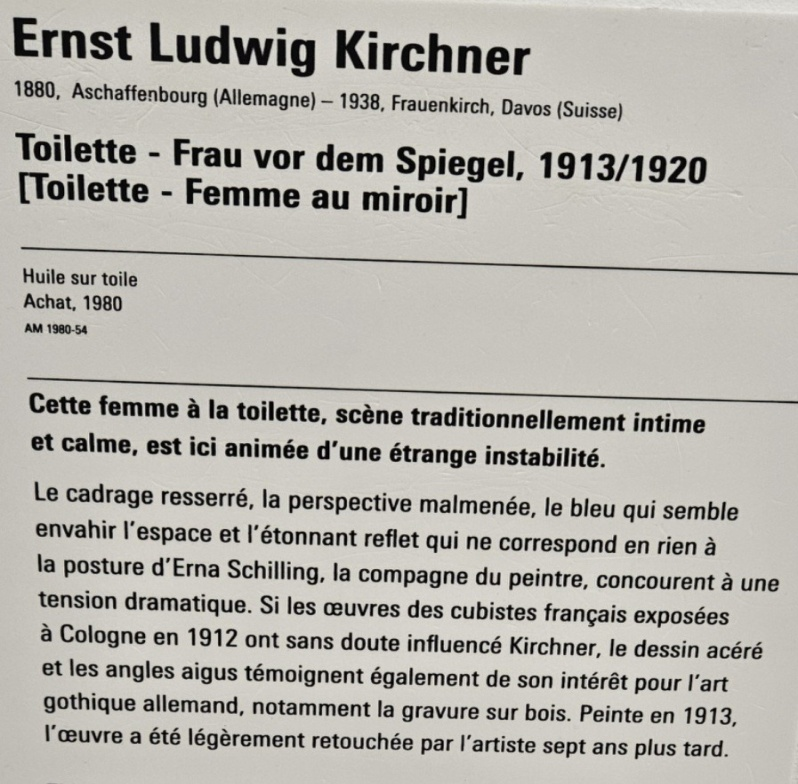 Ernst Ludwig Kirchner
1880, Aschaffenbourg (Allemagne) – 1938, Frauenkirch, Davos (Suisse)
Toilette - Frau vor dem Spiegel, 1913/1920
[Toilette - Femme au miroir]
Huile sur toile
Achat, 1980
AM 1980-54
Cette femme à la toilette, scène traditionnellement intime
et calme, est ici animée d’une étrange instabilité.
Le cadrage resserré, la perspective malmenée, le bleu qui semble
envahir l’espace et l’étonnant reflet qui ne correspond en rien à
la posture d’Erna Schilling, la compagne du peintre, concourent à une
tension dramatique. Si les œuvres des cubistes français exposées
à Cologne en 1912 ont sans doute influencé Kirchner, le dessin acéré
et les angles aigus témoignent également de son intérêt pour l’art
gothique allemand, notamment la gravure sur bois. Peinte en 1913,
l’œuvre a été légèrement retouchée par l’artiste sept ans plus tard.